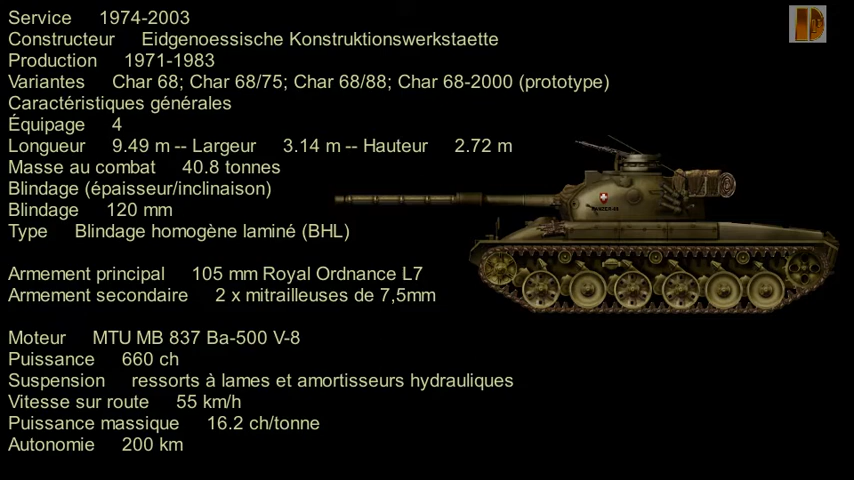 Service 1974-2003
Constructeur Eidgenoessische Konstruktionswerkstaette
Production 1971-1983
Variantes Char 68; Char 68/75; Char 68/88; Char 68-2000 (prototype)
Caractéristiques générales
Équipage 4
Longueur 9.49 m -- Largeur 3.14 m -- Hauteur 2.72 m
Masse au combat 40.8 tonnes
Blindage (épaisseur/inclinaison)
Blindage 120 mm
Type Blindage homogène laminé (BHL)
Armement principal 105 mm Royal Ordnance L7
Armement secondaire 2 x mitrailleuses de 7,5mm
Moteur MTU MB 837 Ba-500 V-8
Puissance 660 ch
Suspension ressorts à lames et amortisseurs hydrauliques
Vitesse sur route 55 km/h
Puissance massique 16.2 ch/tonne
Autonomie 200 km